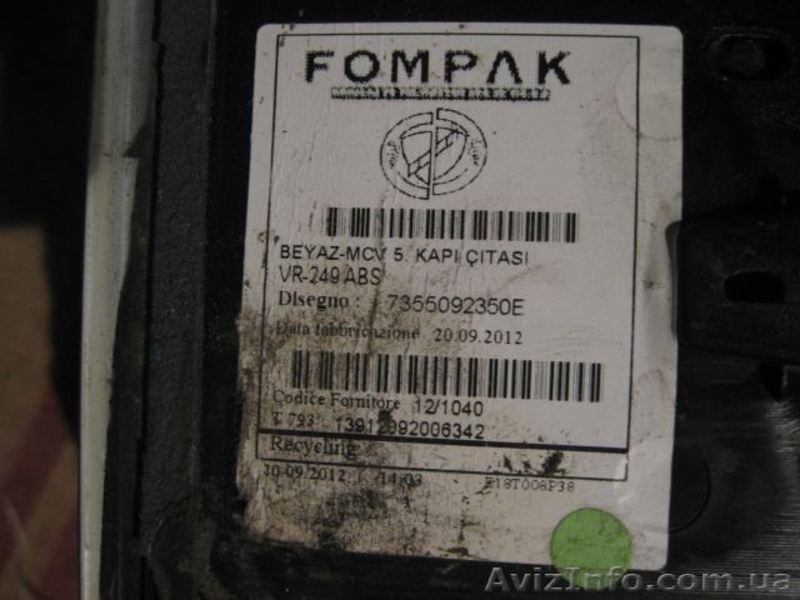 FOMPAK
BEYAZ-MCV 5. KAPI ÇITASI
VR-249 ABS
Disegno : 7355092350E
Data fabbricazione 20.09.2012
Codice Fornitore 12/1040
T 793 13912092006342
Recycling
20.09.2012 14:03 E18T008P38
AvizInfo.com.ua